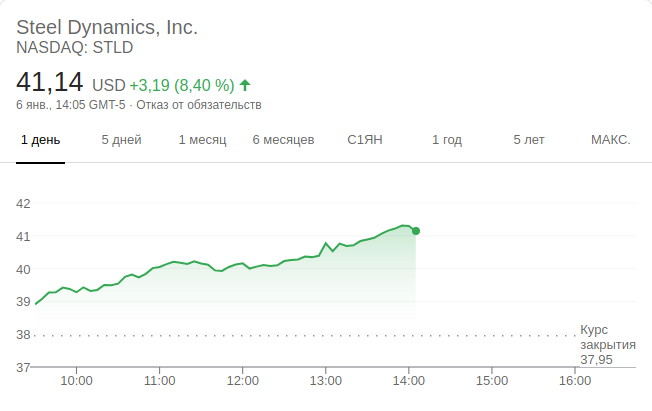 Steel Dynamics, Inc.
NASDAQ: STLD
41,14 USD +3,19 (8,40 %)
6 янв., 14:05 GMT-5 · Отказ от обязательств
1 день 5 дней 1 месяц 6 месяцев С1ЯН 1 год 5 лет МАКС.
42
41
40
39
38
37
Курс
закрытия
37,95
10:00 11:00 12:00 13:00 14:00 15:00 16:00